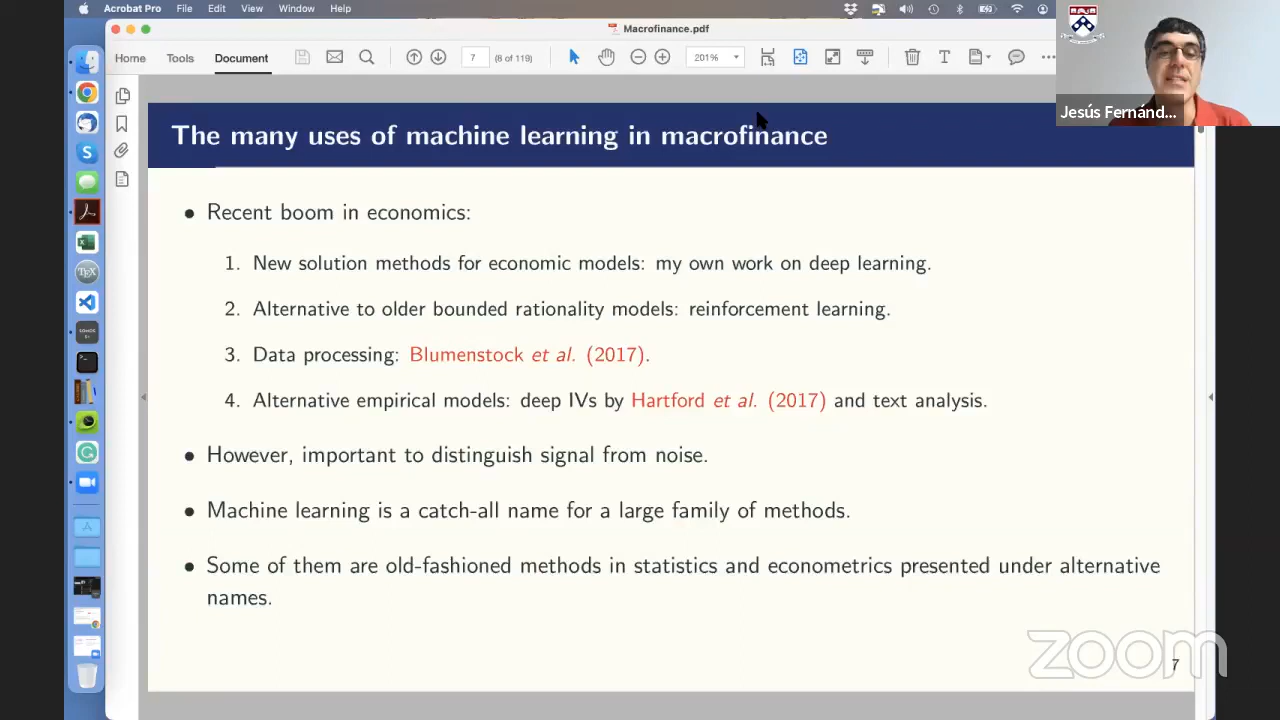 Acrobat Pro File Edit View Window Help
Macrofinance.pdf
Home Tools Document 7 (8 of 119) 201%
Jesús Fernánd...
The many uses of machine learning in macrofinance
• Recent boom in economics:
1. New solution methods for economic models: my own work on deep learning.
2. Alternative to older bounded rationality models: reinforcement learning.
3. Data processing: Blumenstock et al. (2017).
4. Alternative empirical models: deep IVs by Hartford et al. (2017) and text analysis.
• However, important to distinguish signal from noise.
• Machine learning is a catch-all name for a large family of methods.
• Some of them are old-fashioned methods in statistics and econometrics presented under alternative
names.
zoom
7